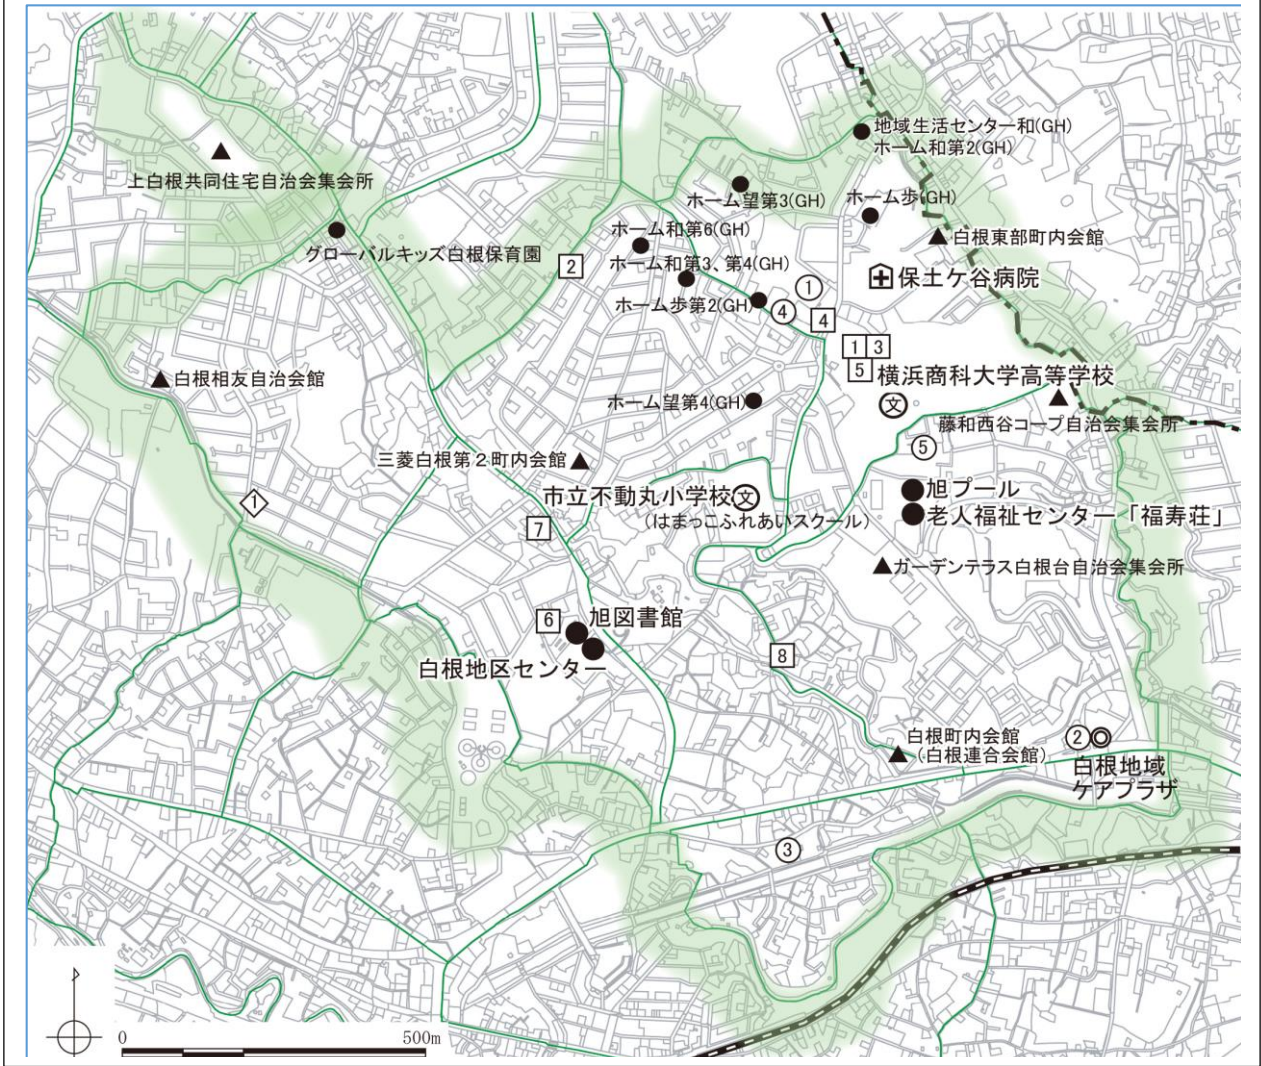 地域生活センター和(GH)
ホーム和第2(GH)
上白根共同住宅自治会集会所
ホーム望第3(GH)
ホーム歩(GH)
ホーム和第6(GH)
白根東部町内会館
グローバルキッズ白根保育園
2
ホーム和第3、第4(GH)
保土ケ谷病院
1
ホーム歩第2(GH)
4
4
1
3
5
白根相友自治会館
横浜商科大学高等学校
文
ホーム望第4(GH)
藤和西谷コープ自治会集会所
5
三菱白根第2町内会館
1
市立不動丸小学校
文
(はまっこふれあいスクール)
旭プール
老人福祉センター「福寿荘」
7
ガーデンテラス白根台自治会集会所
6
旭図書館
白根地区センター
8
白根町内会館
(白根連合会館)
2
白根地域
ケアプラザ
3
0
500m